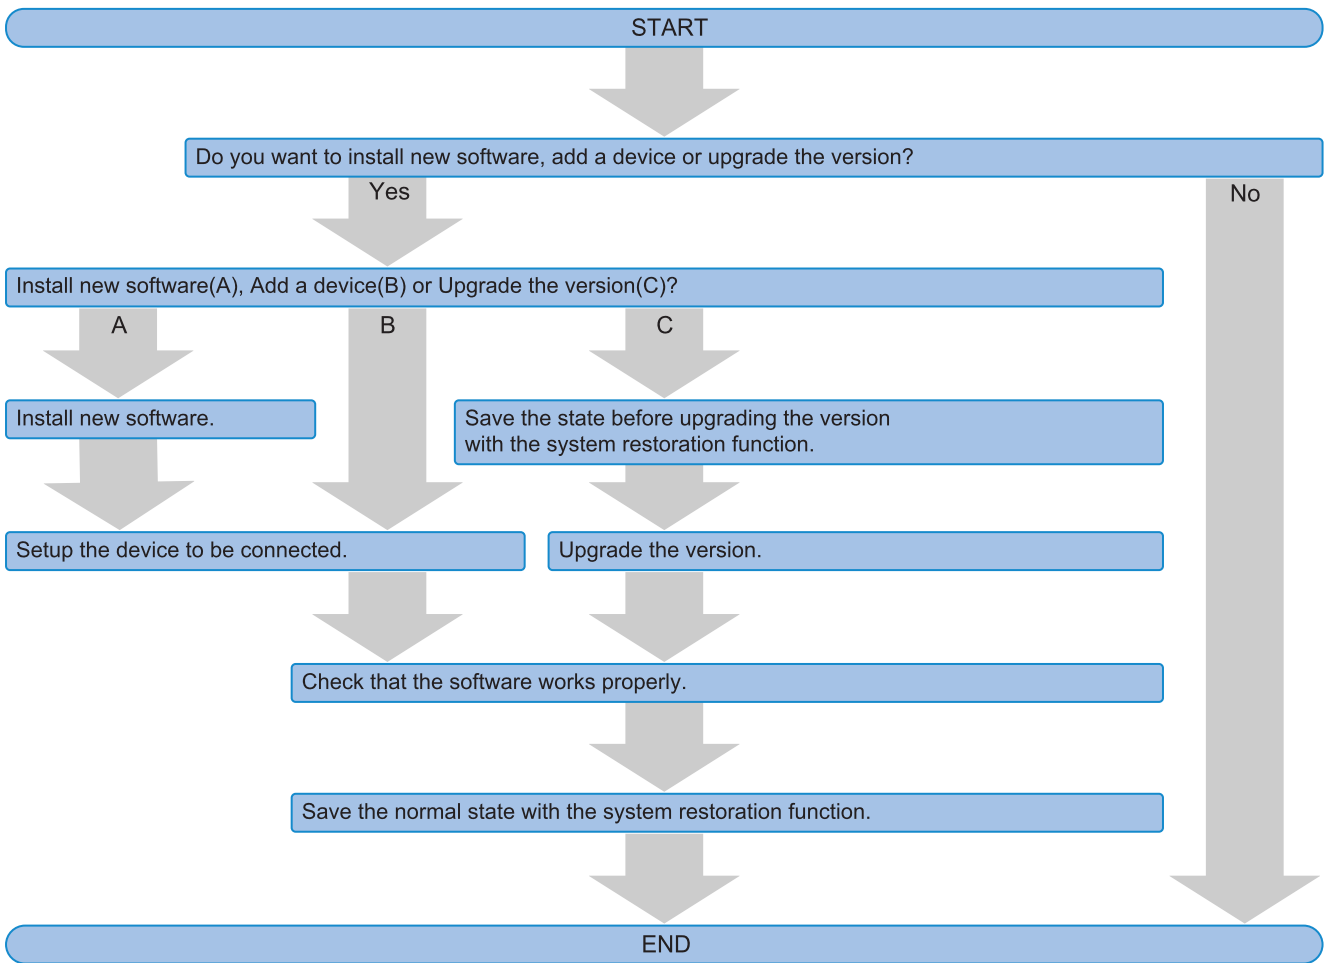 START
Do you want to install new software, add a device or upgrade the version?
Yes
No
Install new software(A), Add a device(B) or Upgrade the version(C)?
A
B
C
Install new software.
Save the state before upgrading the version
with the system restoration function.
Setup the device to be connected.
Upgrade the version.
Check that the software works properly.
Save the normal state with the system restoration function.
END